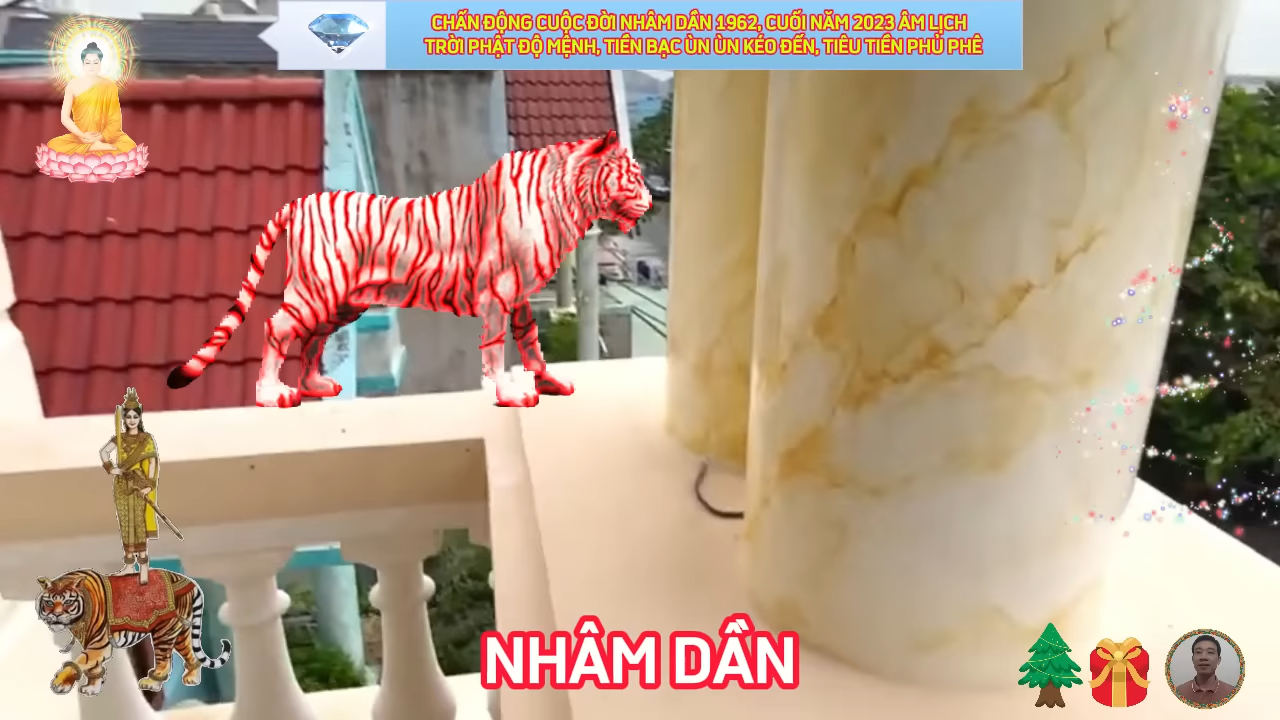 CHẤN ĐỘNG CUỘC ĐỜI NHÂM DẦN 1962, CUỐI NĂM 2023 ÂM LỊCH
TRỜI PHẬT ĐỘ MỆNH, TIỀN BẠC ÙN ÙN KÉO ĐẾN, TIÊU TIỀN PHỦ PHÊ
NHÂM DẦN